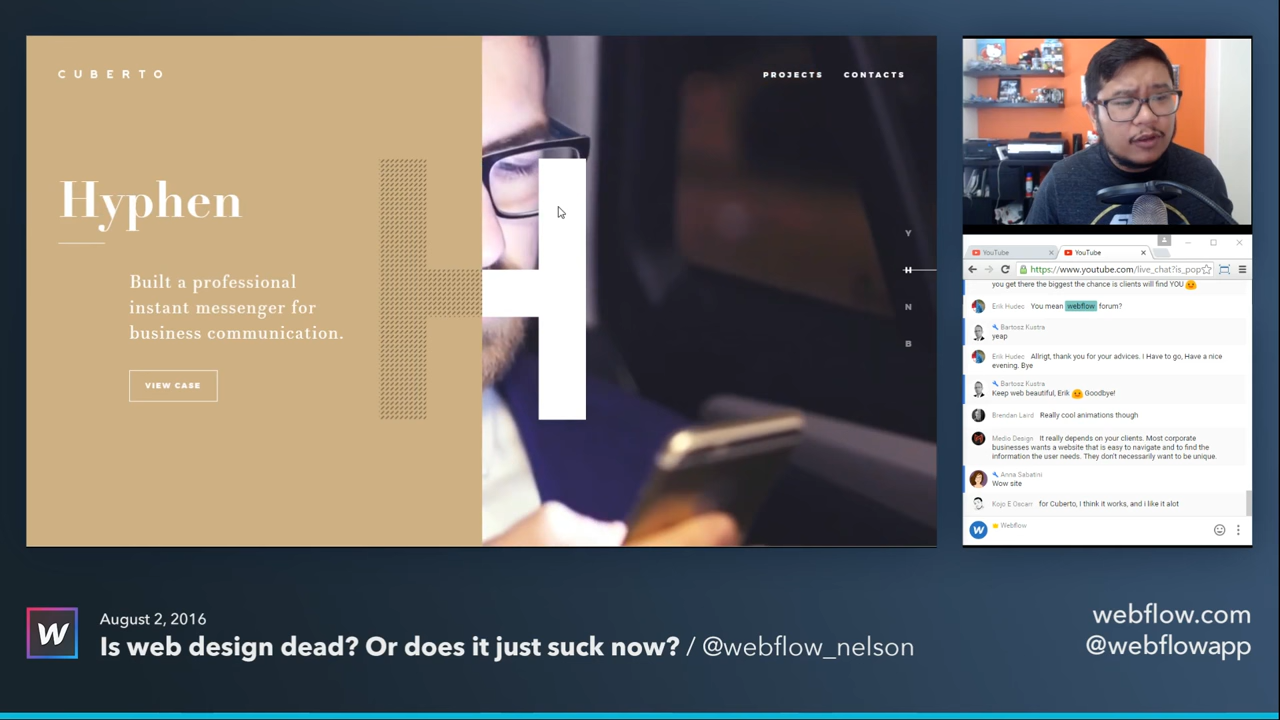 CUBERTO
PROJECTS CONTACTS
Hyphen
Built a professional
instant messenger for
business communication.
VIEW CASE
H
Y
H
N
B
YouTube
YouTube
https://www.youtube.com/live_chat?is_pop
you get there the biggest the chance is clients will find YOU
Erik Hudec You mean webflow forum?
Bartosz Kustra
yeap
Erik Hudec Allirigt, thank you for your advices. I Have to go, Have a nice
evening. Bye
Bartosz Kustra
Keep web beautiful, Erik Goodbye!
Brendan Laird Really cool animations though
Medio Design It really depends on your clients. Most corporate
businesses wants a website that is easy to navigate and to find the
information the user needs. They don't necessarily want to be unique.
Anna Sabatini
Wow site
Kojo E Oscarr for Cuberto, I think it works, and i like it alot
W
Webflow
W
August 2, 2016
Is web design dead? Or does it just suck now? / @webflow_nelson
webflow.com
@webflowapp